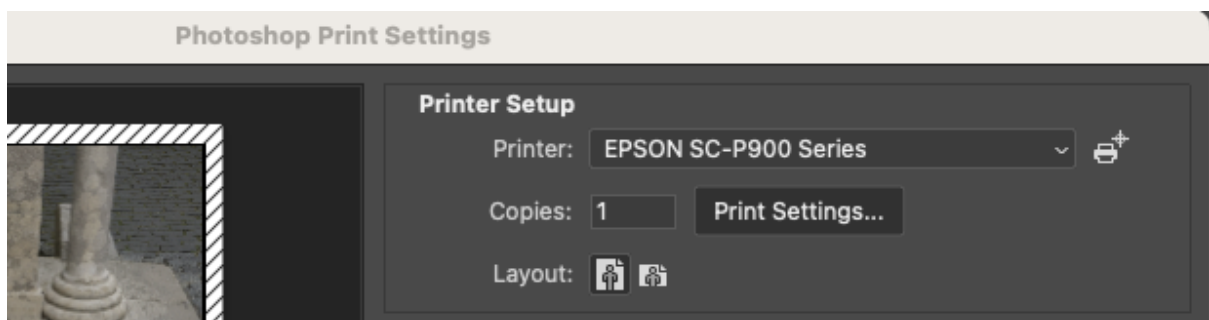 Photoshop Print Settings
Printer Setup
Printer: EPSON SC-P900 Series
Copies: 1 Print Settings...
Layout: